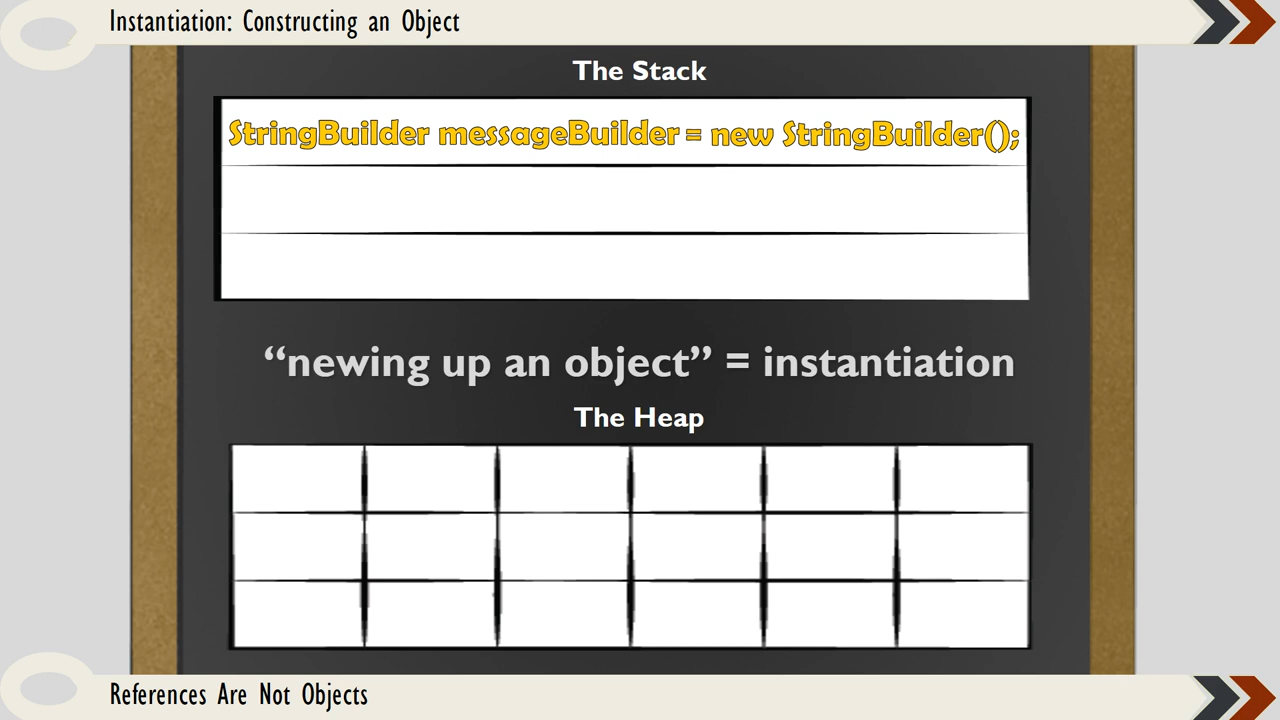 Instantiation: Constructing an Object
The Stack
StringBuilder messageBuilder = new StringBuilder();
“newing up an object” = instantiation
The Heap
References Are Not Objects